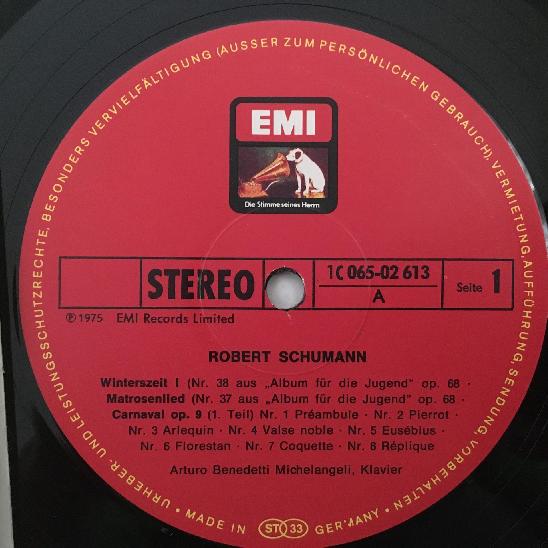 URHEBER- UND LEISTUNGSSCHUTZRECHTE, BESONDERS VERVIELFÄLTIGUNG (AUSSER ZUM PERSÖNLICHEN GEBRAUCH), VERMIETUNG, AUFFÜHRUNG, SENDUNG VORBEHALTEN
EMI
Die Stimme seines Herrn
STEREO
1C 065-02 613
A
Seite 1
℗ 1975 EMI Records Limited
ROBERT SCHUMANN
Winterszeit I (Nr. 38 aus „Album für die Jugend" op. 68 ·
Matrosenlied (Nr. 37 aus „Album für die Jugend" op. 68 ·
Carnaval op. 9 (1. Teil) Nr. 1 Préambule · Nr. 2 Pierrot ·
Nr. 3 Arlequin · Nr. 4 Valse noble · Nr. 5 Eusébius ·
Nr. 6 Florestan · Nr. 7 Coquette · Nr. 8 Réplique
Arturo Benedetti Michelangeli, Klavier
· MADE IN ST 33 GERMANY ·